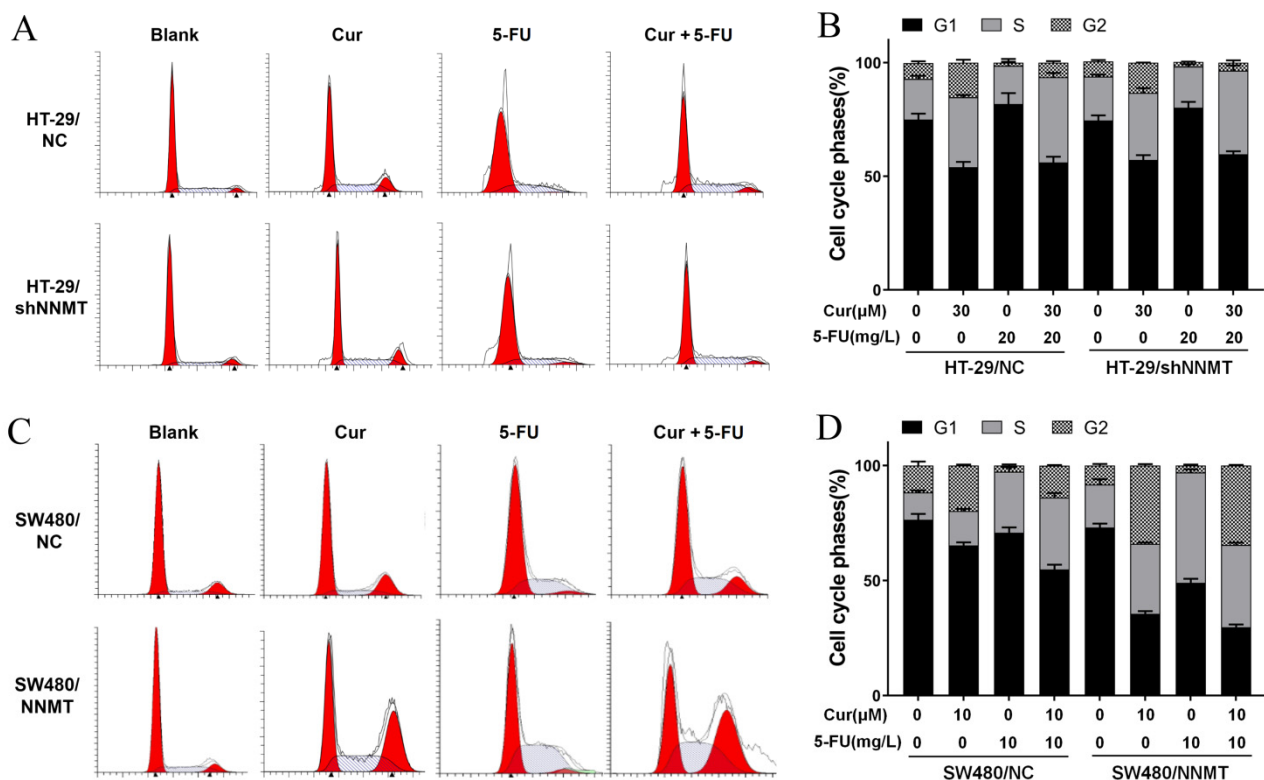 A
Blank Cur 5-FU Cur + 5-FU
HT-29/
NC
HT-29/
shNNMT
B
G1 S G2
Cell cycle phases(%)
100
50
0
Cur(μM) 0 30 0 30 0 30 0 30
5-FU(mg/L) 0 0 20 20 0 0 20 20
HT-29/NC HT-29/shNNMT
C
Blank Cur 5-FU Cur + 5-FU
SW480/
NC
SW480/
NNMT
D
G1 S G2
Cell cycle phases(%)
100
50
0
Cur(μM) 0 10 0 10 0 10 0 10
5-FU(mg/L) 0 0 10 10 0 0 10 10
SW480/NC SW480/NNMT